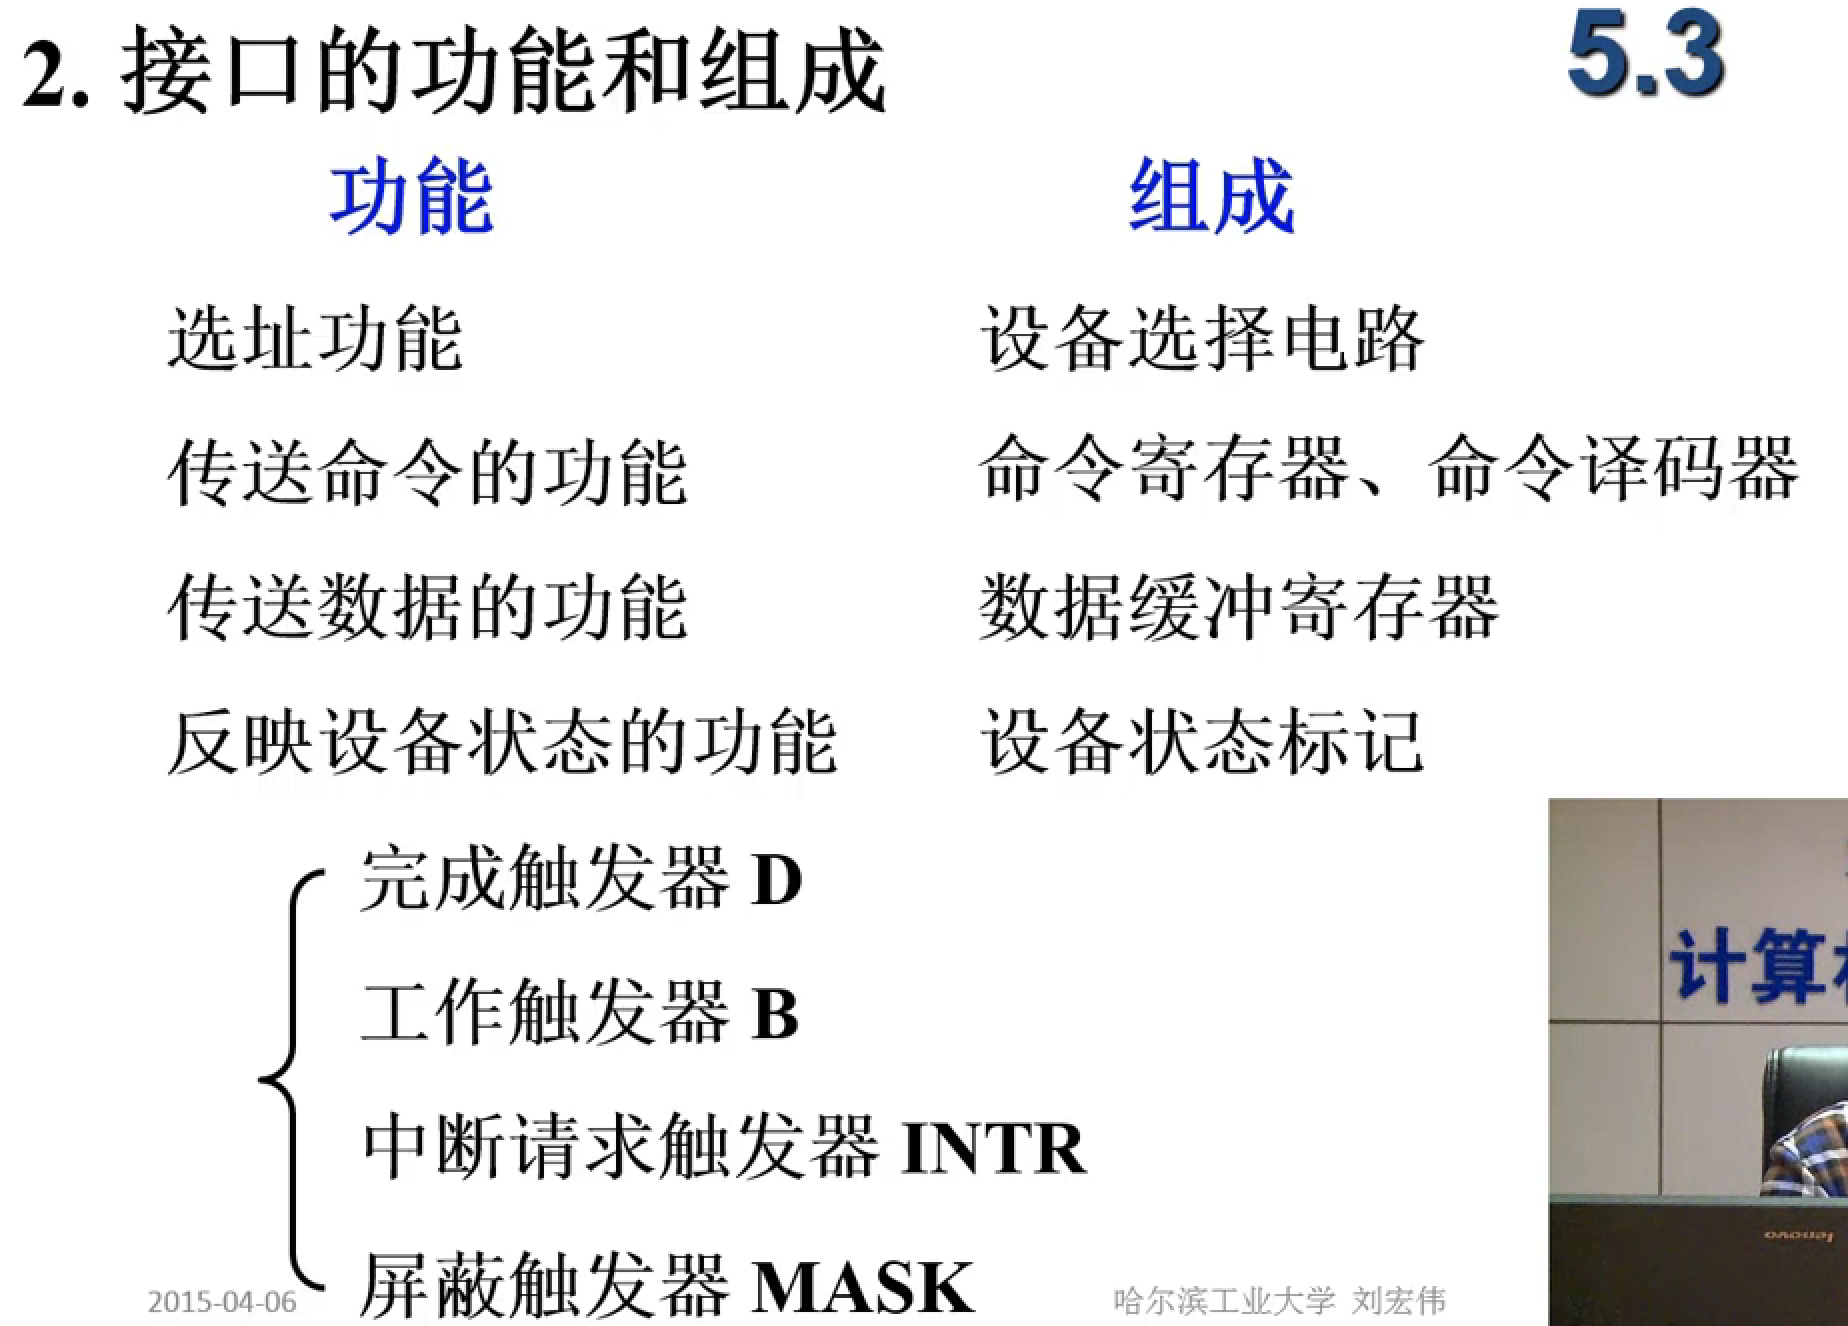 2. 接口的功能和组成
5.3
功能
组成
选址功能
设备选择电路
传送命令的功能
命令寄存器、命令译码器
传送数据的功能
数据缓冲寄存器
反映设备状态的功能
设备状态标记
完成触发器 D
工作触发器 B
中断请求触发器 INTR
屏蔽触发器 MASK
2015-04-06
哈尔滨工业大学 刘宏伟
计算
lenovo